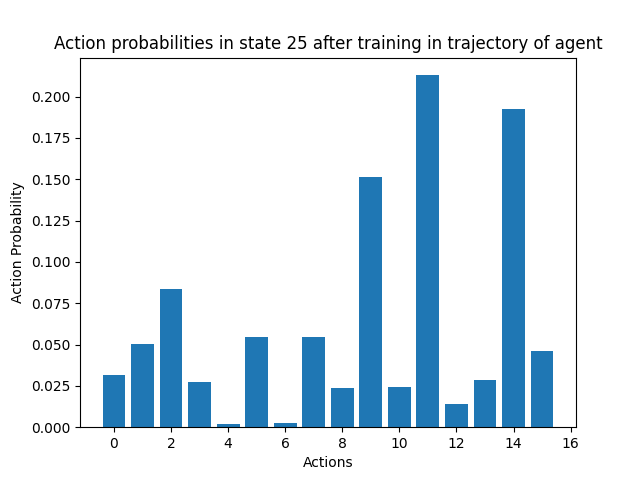 Action probabilities in state 25 after training in trajectory of agent
0.200
0.175
0.150
0.125
0.100
0.075
0.050
0.025
0.000
Action Probability
0 2 4 6 8 10 12 14 16
Actions